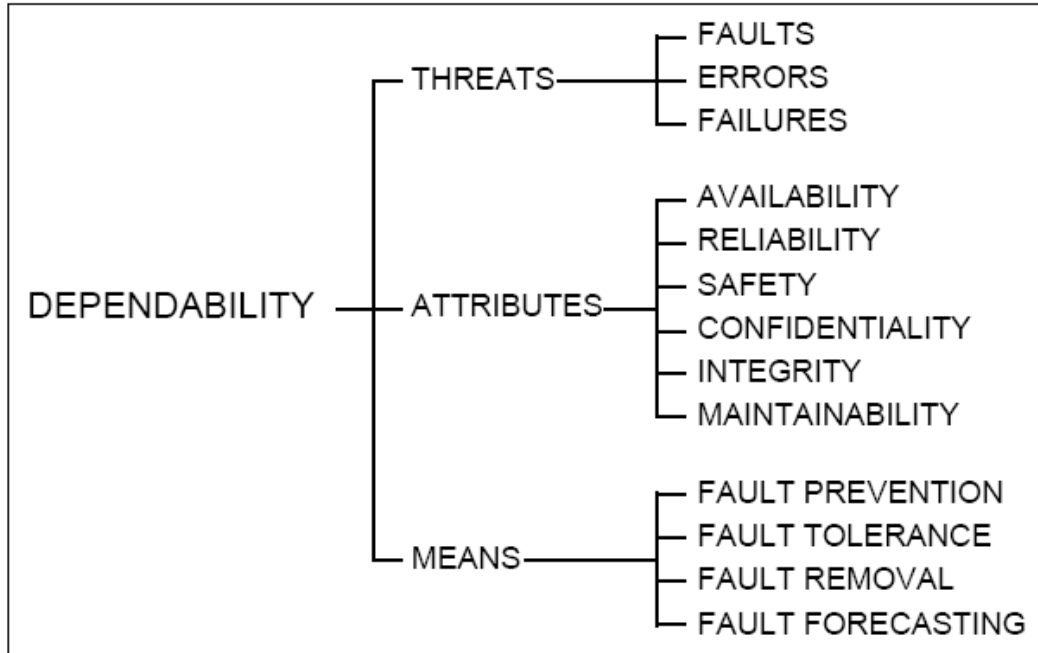 DEPENDABILITY
THREATS
FAULTS
ERRORS
FAILURES
ATTRIBUTES
AVAILABILITY
RELIABILITY
SAFETY
CONFIDENTIALITY
INTEGRITY
MAINTAINABILITY
MEANS
FAULT PREVENTION
FAULT TOLERANCE
FAULT REMOVAL
FAULT FORECASTING